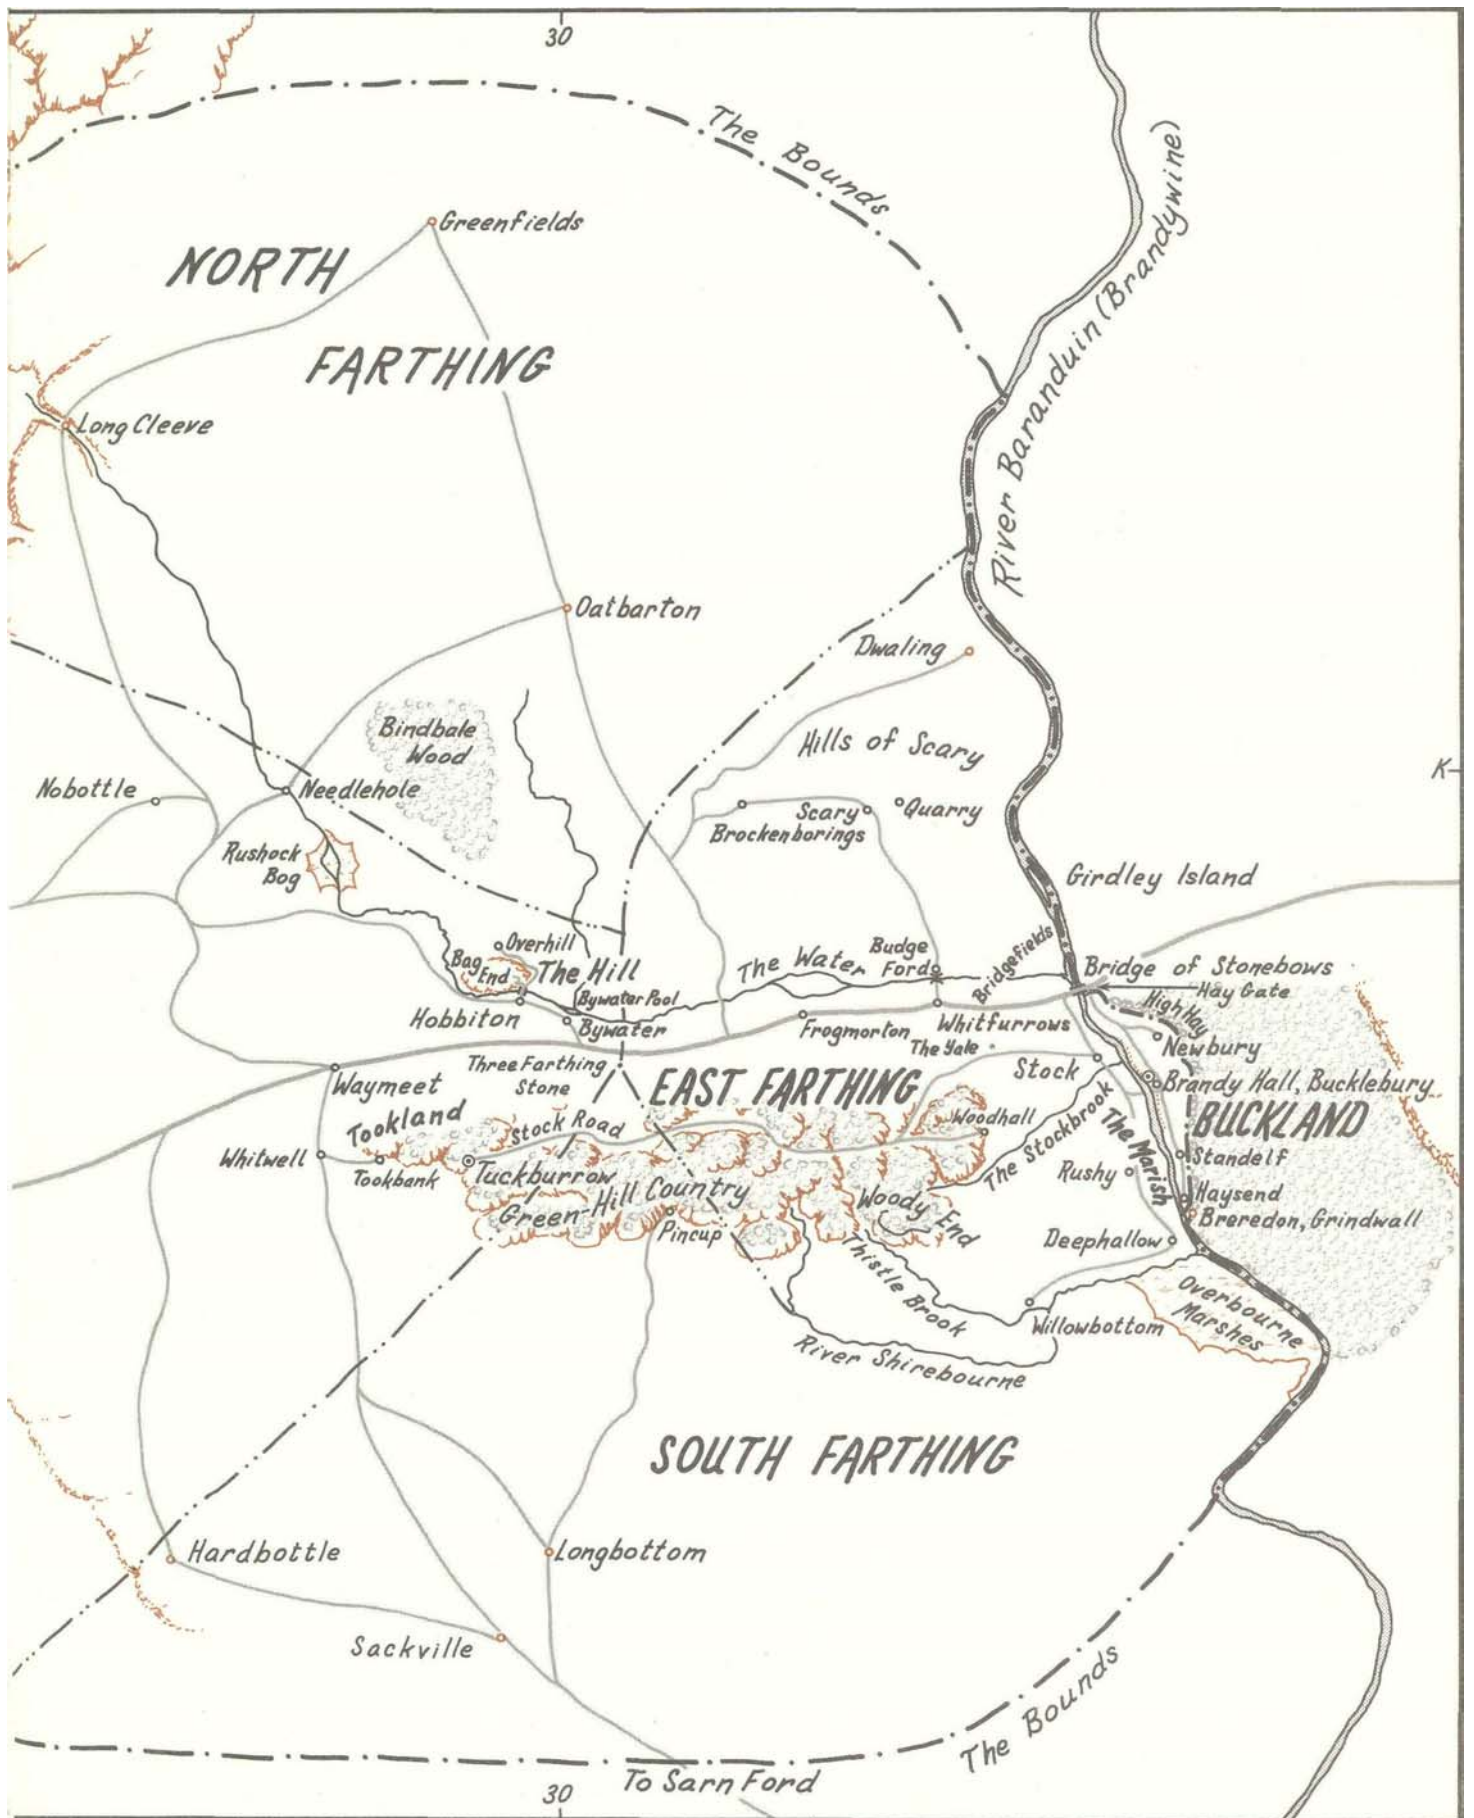 30
The Bounds
River Baranduin (Brandywine)
Greenfields
NORTH
FARTHING
Long Cleeve
Oatbarton
Dwaling
Bindbale
Wood
Hills of Scary
K
Nobottle
Needlehole
Scary
Quarry
Brockenborings
Rushock
Bog
Girdley Island
Overhill
Bag
End
The Hill
The Water
Budge
Ford
Bridgefields
Bridge of Stonebows
Hay Gate
High Hay
Bywater Pool
Hobbiton
Bywater
Frogmorton
Whitfurrows
The Yale
Newbury
Three Farthing
Stone
Stock
Waymeet
EAST FARTHING
Brandy Hall, Bucklebury
Tookland
Stock Road
Woodhall
The Stockbrook
The Marish
BUCKLAND
Whitwell
Tookbank
Tuckburrow
Rushy
Standelf
Green-Hill Country
Woody End
Haysend
Breredon, Grindwall
Pincup
Deephallow
Thistle Brook
Overbourne
Marshes
Willowbottom
River Shirebourne
SOUTH FARTHING
Hardbottle
Longbottom
Sackville
The Bounds
To Sarn Ford
30